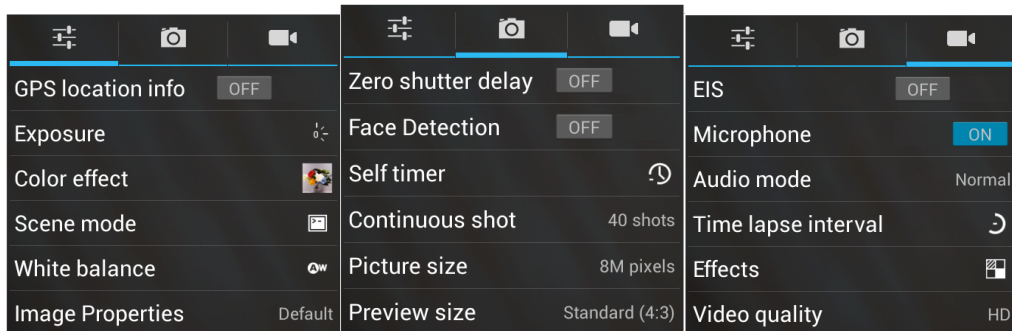 GPS location info OFF
Exposure
Color effect
Scene mode
White balance
Image Properties Default
Zero shutter delay OFF
Face Detection OFF
Self timer
Continuous shot 40 shots
Picture size 8M pixels
Preview size Standard (4:3)
EIS OFF
Microphone ON
Audio mode Normal
Time lapse interval
Effects
Video quality HD